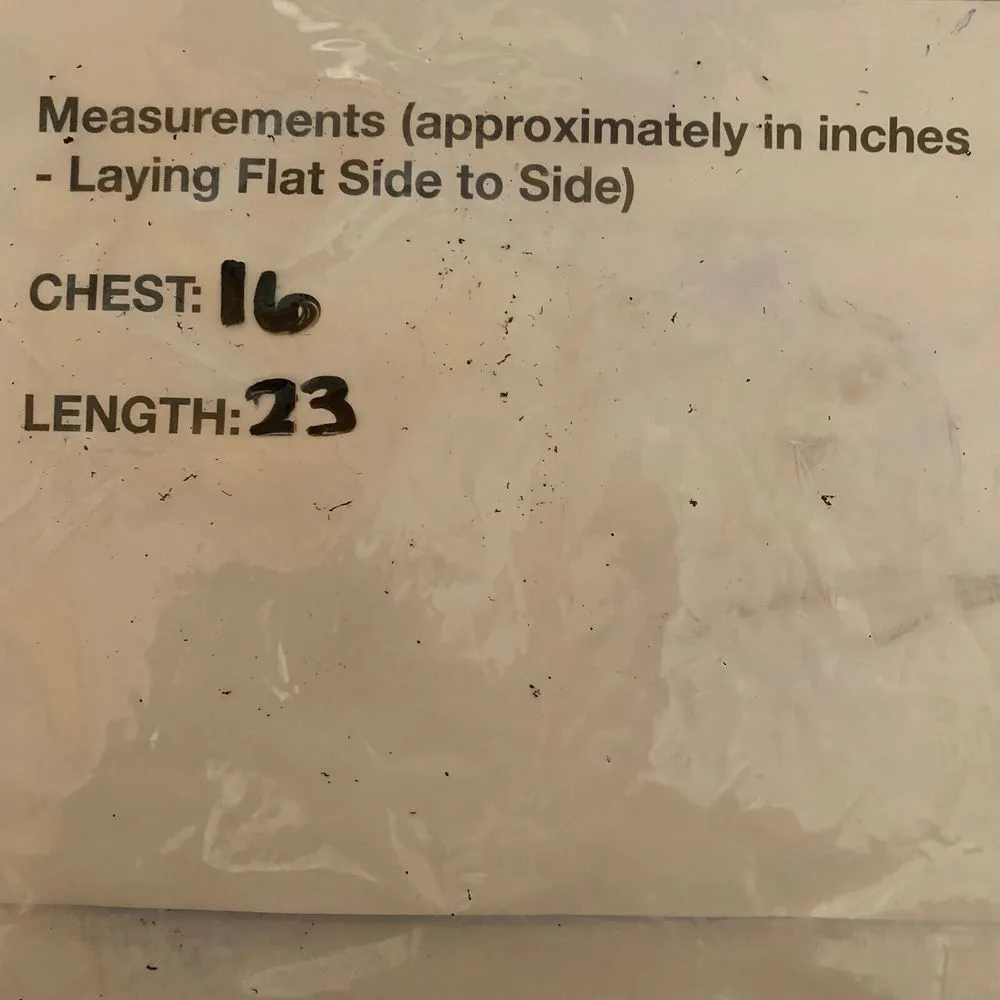 Measurements (approximately in inches
- Laying Flat Side to Side)
CHEST: 16
LENGTH: 23